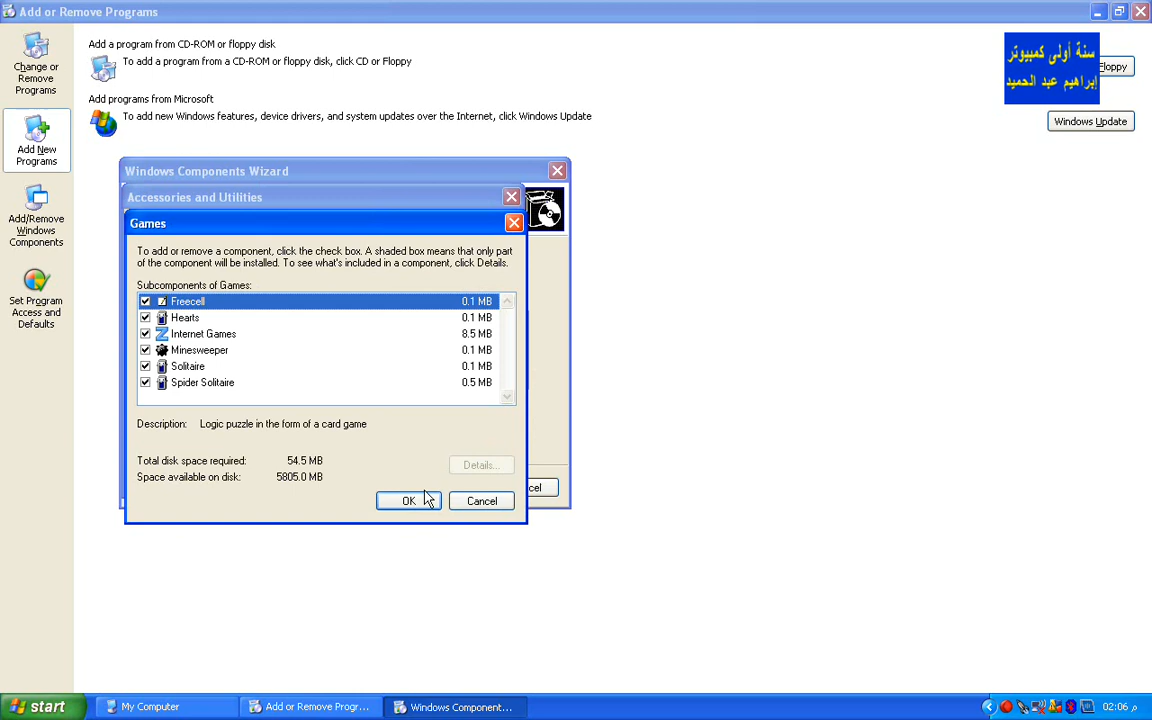 Add or Remove Programs
Change or
Remove
Programs
Add New
Programs
Add/Remove
Windows
Components
Set Program
Access and
Defaults
Add a program from CD-ROM or floppy disk
To add a program from a CD-ROM or floppy disk, click CD or Floppy
Floppy
سنة أولى كمبيوتر
إبراهيم عبد الحميد
Add programs from Microsoft
To add new Windows features, device drivers, and system updates over the Internet, click Windows Update
Windows Update
Windows Components Wizard
Accessories and Utilities
Games
To add or remove a component, click the check box. A shaded box means that only part
of the component will be installed. To see what's included in a component, click Details.
Subcomponents of Games:
Freecell 0.1 MB
Hearts 0.1 MB
Internet Games 8.5 MB
Minesweeper 0.1 MB
Solitaire 0.1 MB
Spider Solitaire 0.5 MB
Description: Logic puzzle in the form of a card game
Total disk space required: 54.5 MB
Space available on disk: 5805.0 MB
Details...
OK
Cancel
cel
start
My Computer
Add or Remove Progr...
Windows Component...
02:06 م